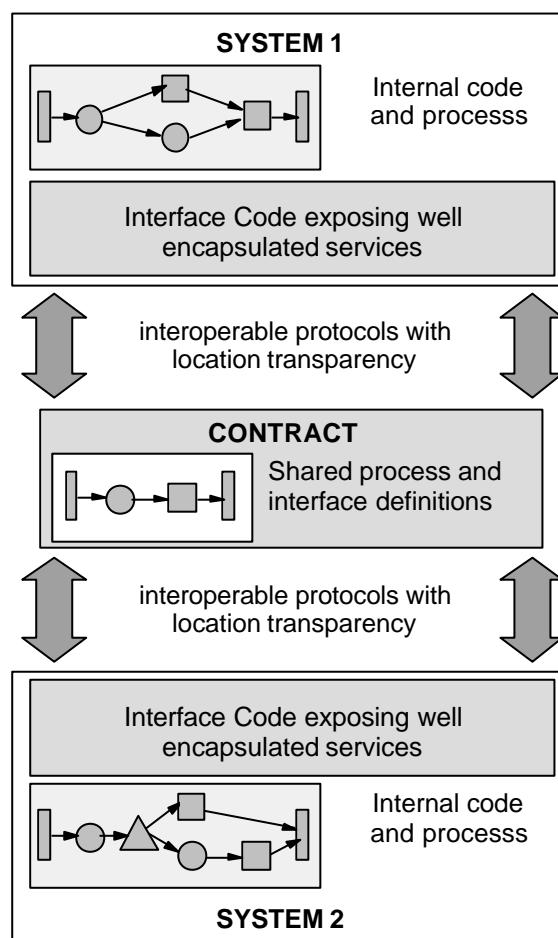 SYSTEM 1
Internal code
and processs
Interface Code exposing well
encapsulated services
interoperable protocols with
location transparency
CONTRACT
Shared process and
interface definitions
interoperable protocols with
location transparency
Interface Code exposing well
encapsulated services
Internal code
and processs
SYSTEM 2